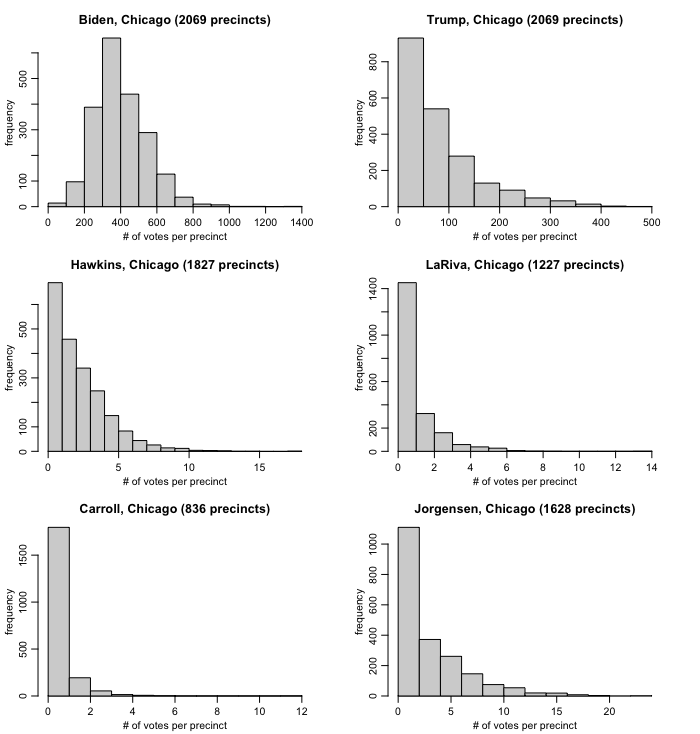 Biden, Chicago (2069 precincts)
frequency
100 300 500
0
0 200 400 600 800 1000 1200 1400
# of votes per precinct
Trump, Chicago (2069 precincts)
frequency
0 200 400 600 800
0 100 200 300 400 500
# of votes per precinct
Hawkins, Chicago (1827 precincts)
frequency
0 100 300 500
0 5 10 15
# of votes per precinct
LaRiva, Chicago (1227 precincts)
frequency
0 200 600 1000 1400
0 2 4 6 8 10 12 14
# of votes per precinct
Carroll, Chicago (836 precincts)
frequency
0 500 1000 1500
0 2 4 6 8 10 12
# of votes per precinct
Jorgensen, Chicago (1628 precincts)
frequency
0 200 400 600 800 1000
0 5 10 15 20
# of votes per precinct